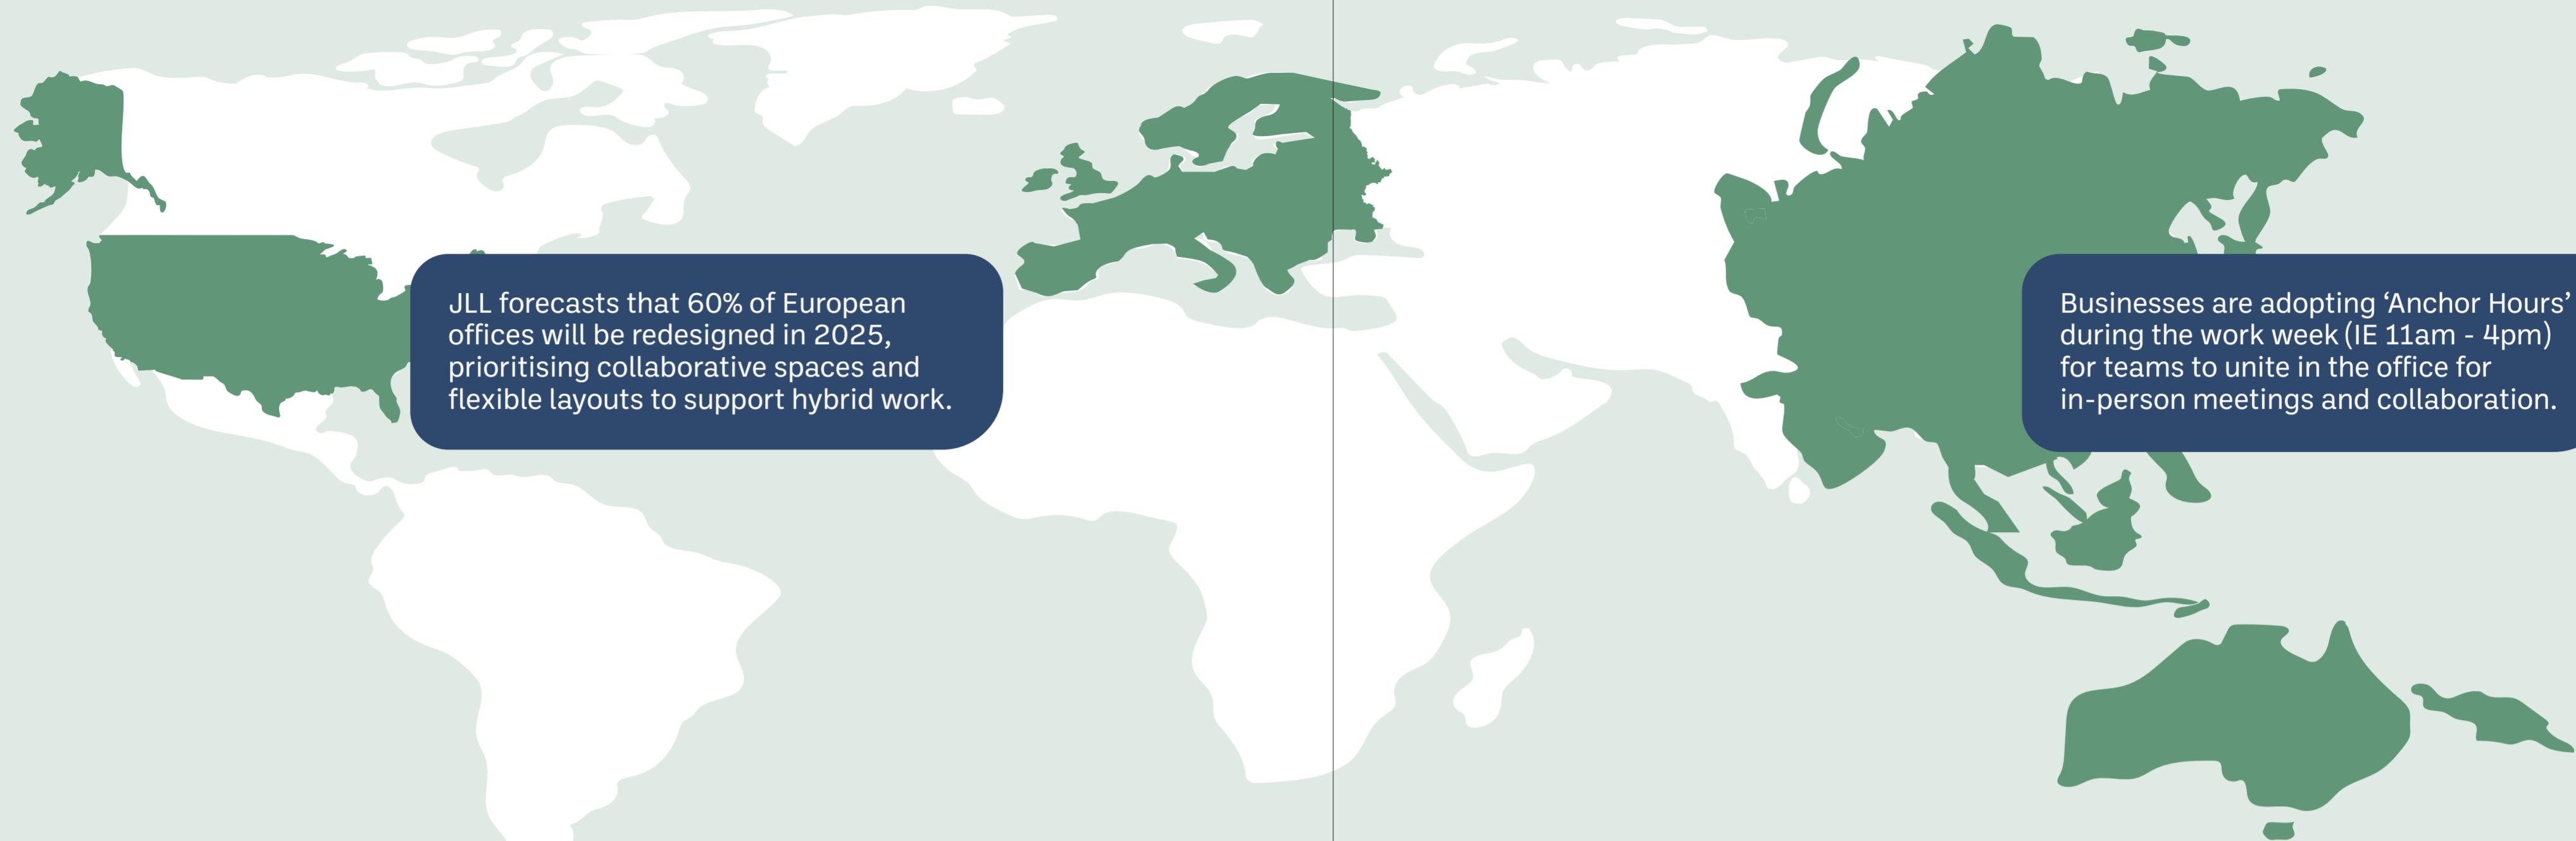 JLL forecasts that 60% of European
offices will be redesigned in 2025,
prioritising collaborative spaces and
flexible layouts to support hybrid work.
Businesses are adopting ‘Anchor Hours’
during the work week (IE 11am - 4pm)
for teams to unite in the office for
in-person meetings and collaboration.